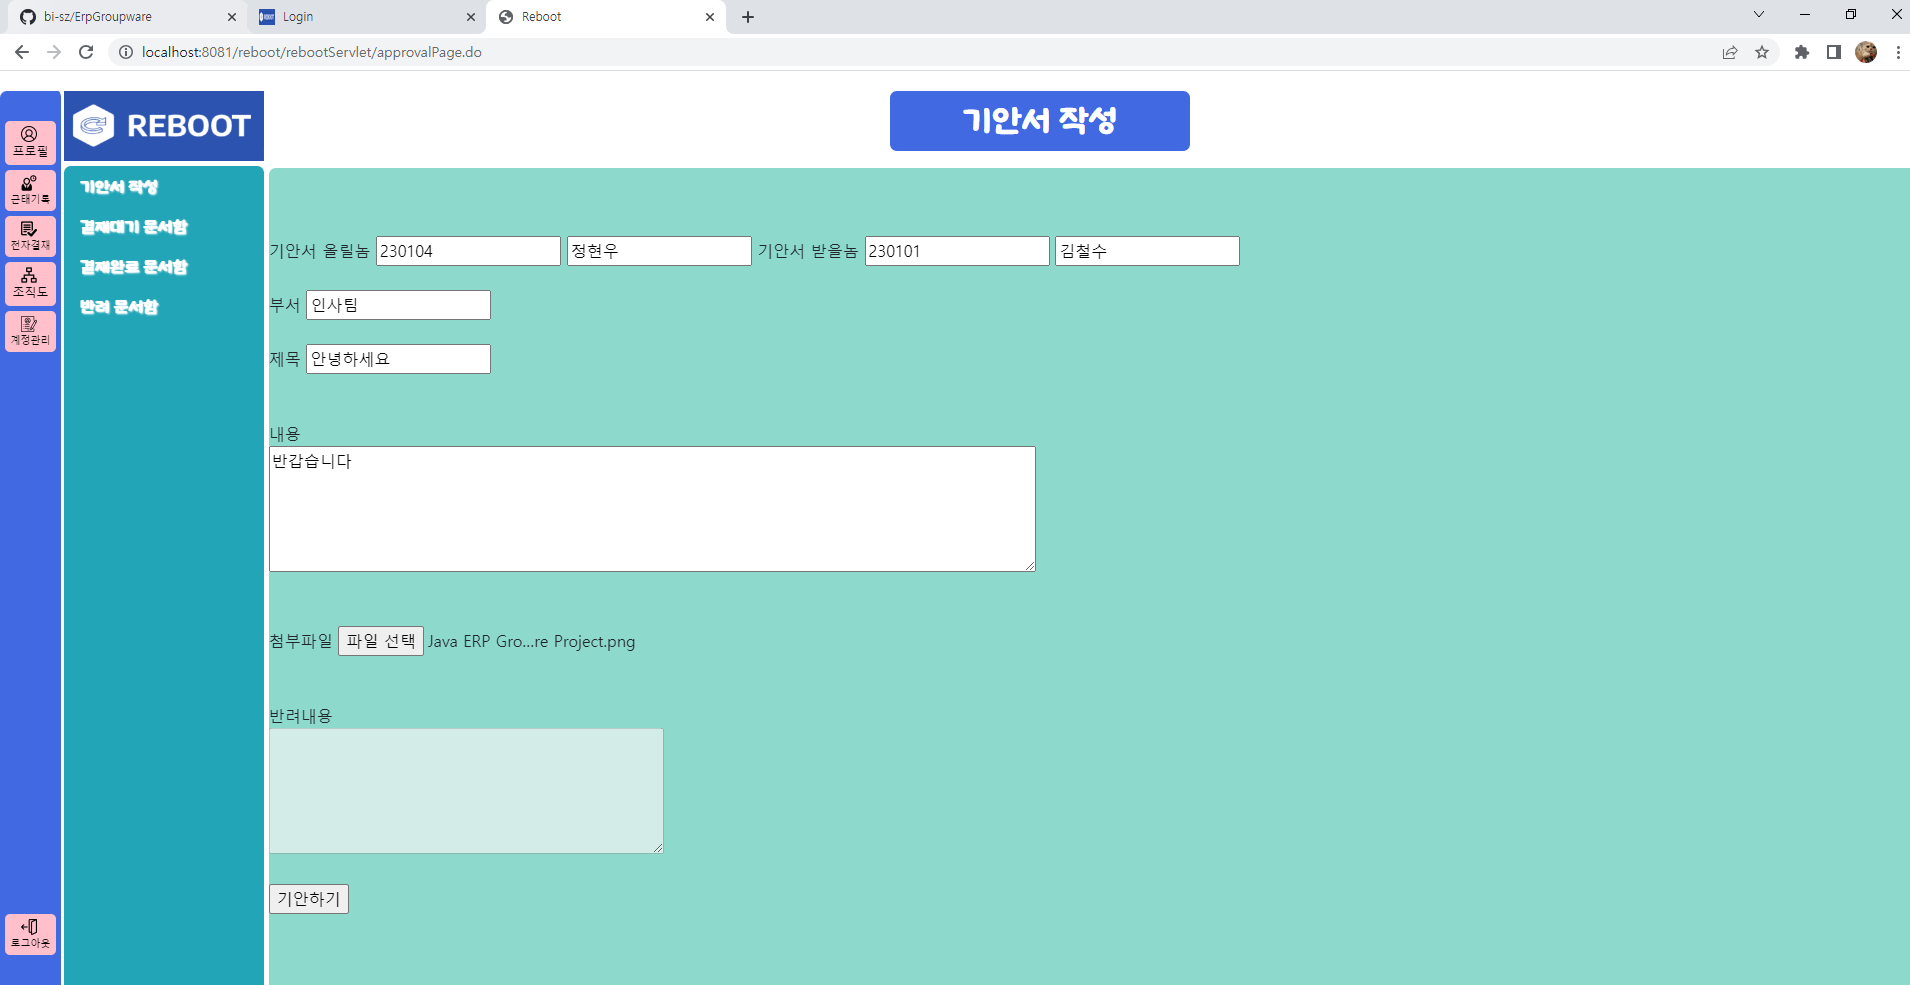 bi-sz/ErpGroupware
Login
Reboot
localhost:8081/reboot/rebootServlet/approvalPage.do
프로필
근태기록
전자결재
조직도
계정관리
로그아웃
REBOOT
기안서 작성
결재대기 문서함
결재완료 문서함
반려 문서함
기안서 작성
기안서 올릴놈 230104 정현우 기안서 받을놈 230101 김철수
부서 인사팀
제목 안녕하세요
내용
반갑습니다
첨부파일 파일 선택 Java ERP Gro...re Project.png
반려내용
기안하기